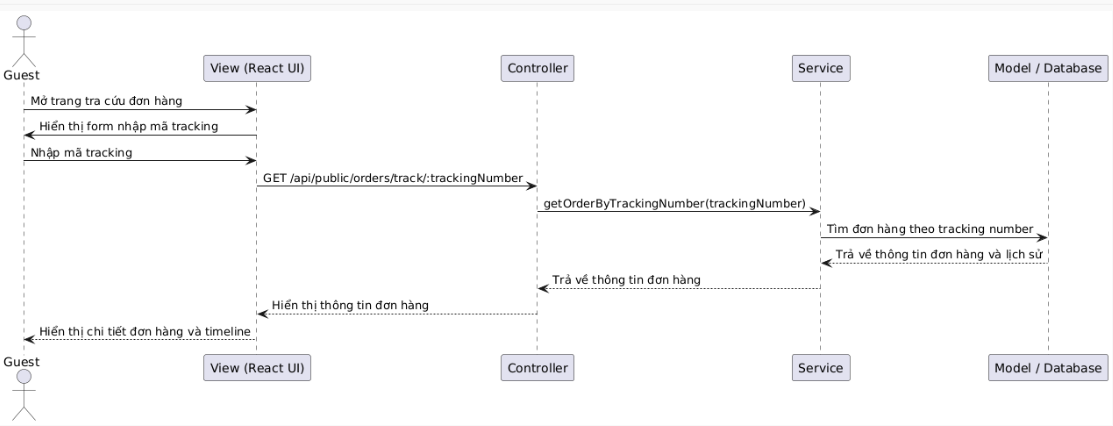 Guest
View (React UI)
Controller
Service
Model / Database
Mở trang tra cứu đơn hàng
Hiển thị form nhập mã tracking
Nhập mã tracking
GET /api/public/orders/track/:trackingNumber
getOrderByTrackingNumber(trackingNumber)
Tìm đơn hàng theo tracking number
Trả về thông tin đơn hàng và lịch sử
Trả về thông tin đơn hàng
Hiển thị thông tin đơn hàng
Hiển thị chi tiết đơn hàng và timeline
Guest
View (React UI)
Controller
Service
Model / Database